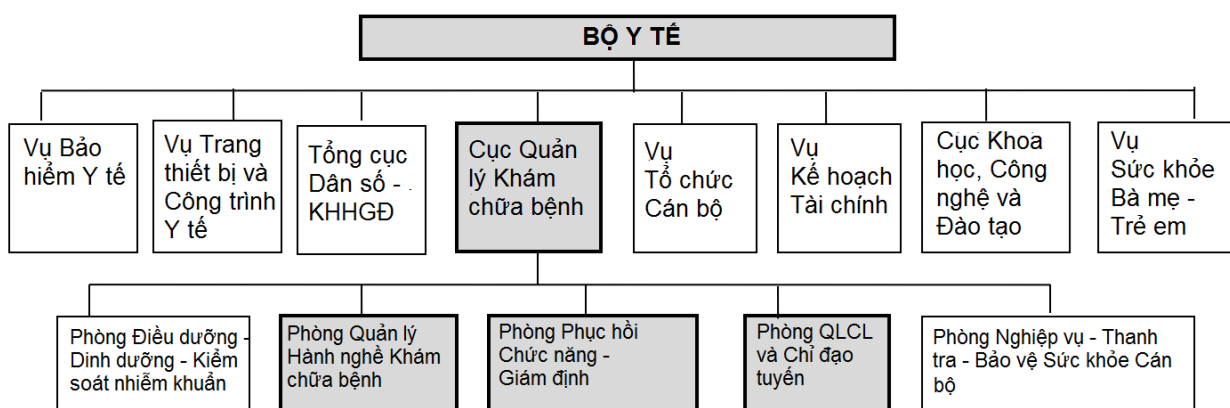 BỘ Y TẾ
Vụ Bảo
hiểm Y tế
Vụ Trang
thiết bị và
Công trình
Y tế
Tổng cục
Dân số -
KHHGĐ
Cục Quản
lý Khám
chữa bệnh
Vụ
Tổ chức
Cán bộ
Vụ
Kế hoạch
Tài chính
Cục Khoa
học, Công
nghệ và
Đào tạo
Vụ
Sức khỏe
Bà mẹ -
Trẻ em
Phòng Điều dưỡng -
Dinh dưỡng - Kiểm
soát nhiễm khuẩn
Phòng Quản lý
Hành nghề Khám
chữa bệnh
Phòng Phục hồi
Chức năng -
Giám định
Phòng QLCL
và Chỉ đạo
tuyến
Phòng Nghiệp vụ - Thanh
tra - Bảo vệ Sức khỏe Cán
bộ